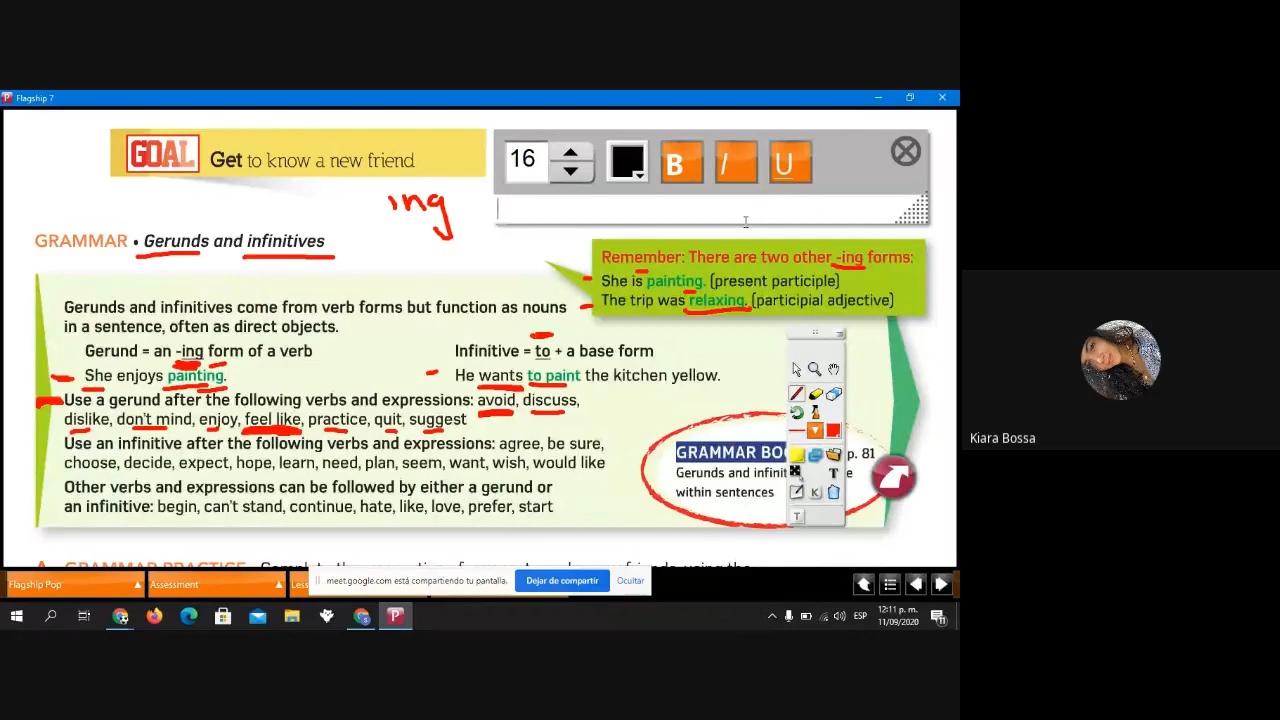 Flagship 7
GOAL Get to know a new friend
16
B I U
ing
GRAMMAR • Gerunds and infinitives
Remember: There are two other -ing forms:
She is painting. (present participle)
The trip was relaxing. (participial adjective)
Gerunds and infinitives come from verb forms but function as nouns
in a sentence, often as direct objects.
Gerund = an -ing form of a verb
Infinitive = to + a base form
She enjoys painting.
He wants to paint the kitchen yellow.
Use a gerund after the following verbs and expressions: avoid, discuss,
dislike, don't mind, enjoy, feel like, practice, quit, suggest
Use an infinitive after the following verbs and expressions: agree, be sure,
choose, decide, expect, hope, learn, need, plan, seem, want, wish, would like
Other verbs and expressions can be followed by either a gerund or
an infinitive: begin, can't stand, continue, hate, like, love, prefer, start
GRAMMAR BO p. 81
Gerunds and infinit e
within sentences
T
K
T
Kiara Bossa
Flagship Pop
Assessment
Less
meet.google.com está compartiendo tu pantalla.
Dejar de compartir
Ocultar
ESP
12:11 p. m.
11/09/2020